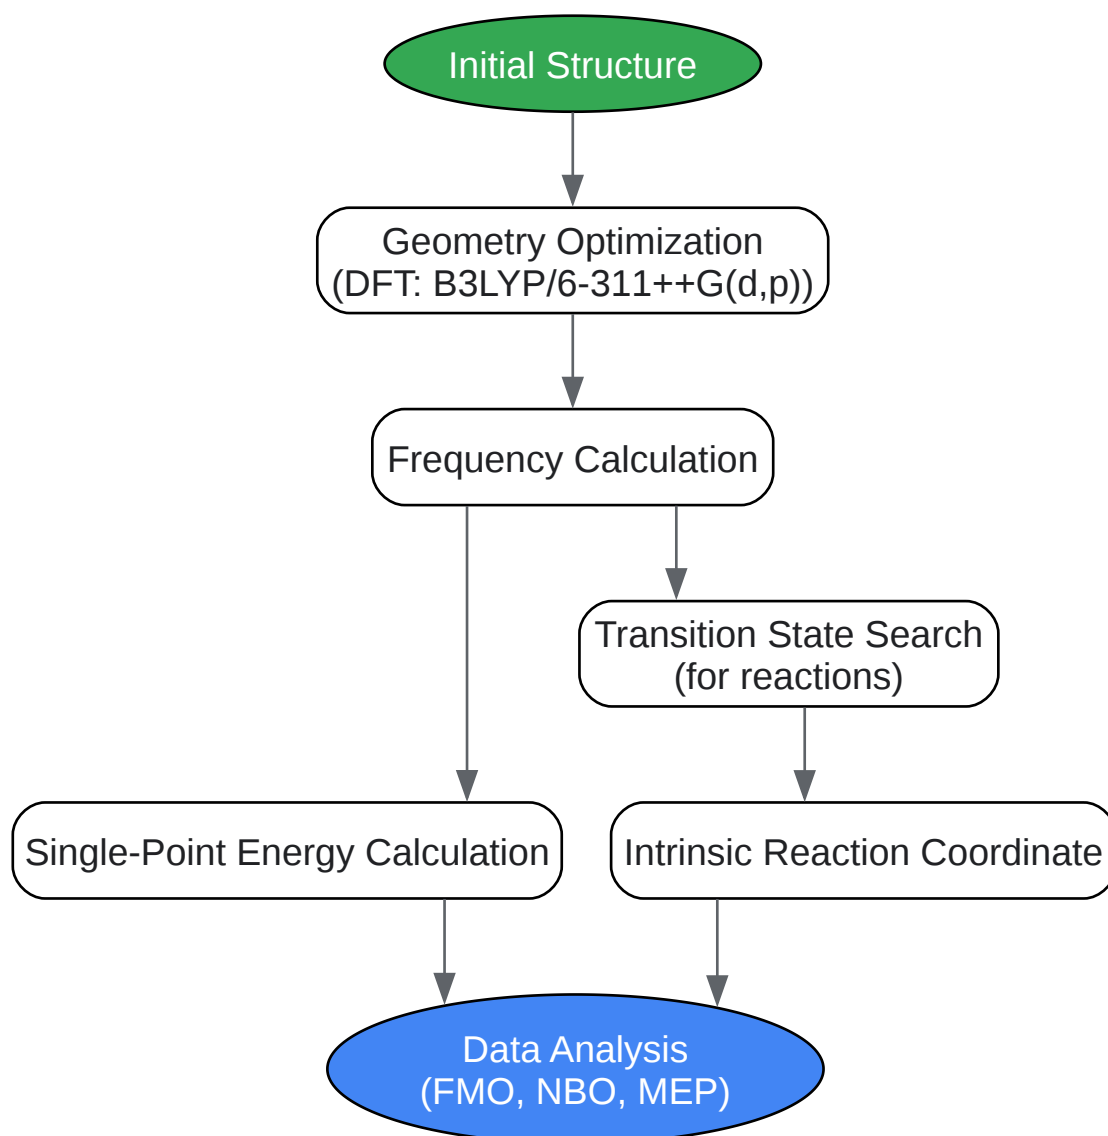 Initial Structure
Geometry Optimization
(DFT: B3LYP/6-311++G(d,p))
Frequency Calculation
Transition State Search
(for reactions)
Single-Point Energy Calculation
Intrinsic Reaction Coordinate
Data Analysis
(FMO, NBO, MEP)